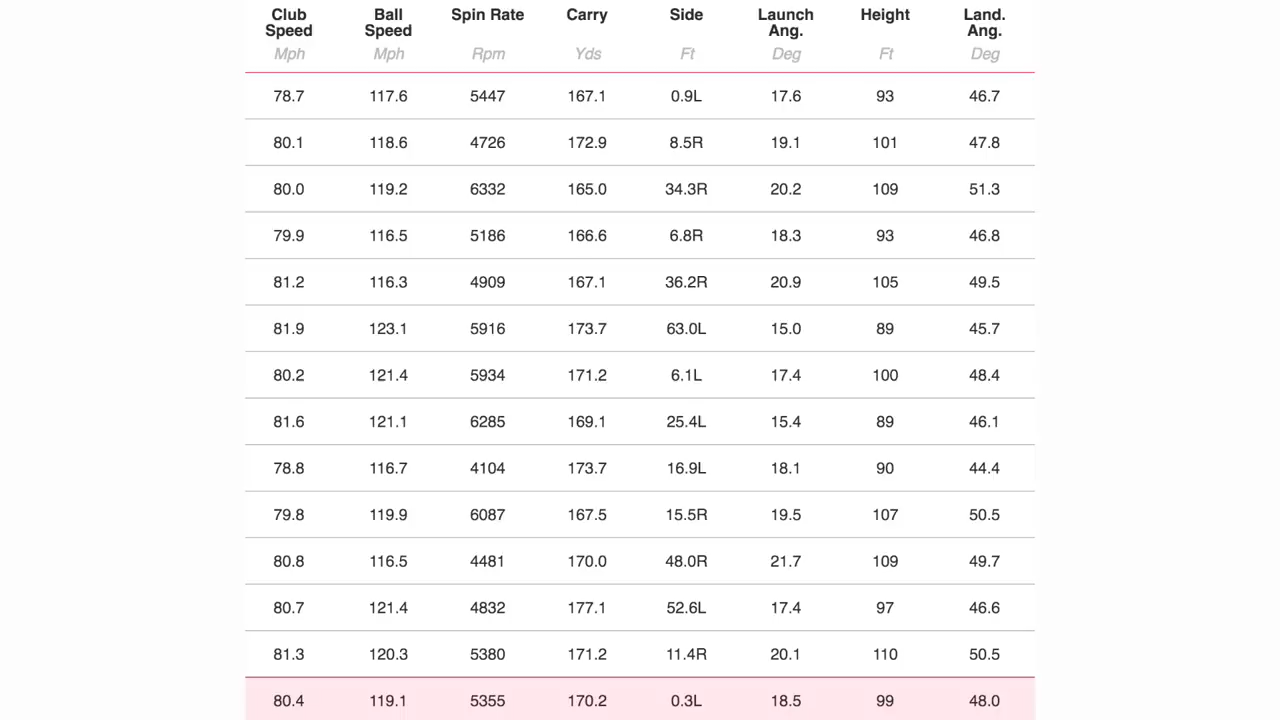 Club Speed Ball Speed Spin Rate Carry Side Launch Ang. Height Land. Ang.
Mph Mph Rpm Yds Ft Deg Ft Deg
78.7 117.6 5447 167.1 0.9L 17.6 93 46.7
80.1 118.6 4726 172.9 8.5R 19.1 101 47.8
80.0 119.2 6332 165.0 34.3R 20.2 109 51.3
79.9 116.5 5186 166.6 6.8R 18.3 93 46.8
81.2 116.3 4909 167.1 36.2R 20.9 105 49.5
81.9 123.1 5916 173.7 63.0L 15.0 89 45.7
80.2 121.4 5934 171.2 6.1L 17.4 100 48.4
81.6 121.1 6285 169.1 25.4L 15.4 89 46.1
78.8 116.7 4104 173.7 16.9L 18.1 90 44.4
79.8 119.9 6087 167.5 15.5R 19.5 107 50.5
80.8 116.5 4481 170.0 48.0R 21.7 109 49.7
80.7 121.4 4832 177.1 52.6L 17.4 97 46.6
81.3 120.3 5380 171.2 11.4R 20.1 110 50.5
80.4 119.1 5355 170.2 0.3L 18.5 99 48.0